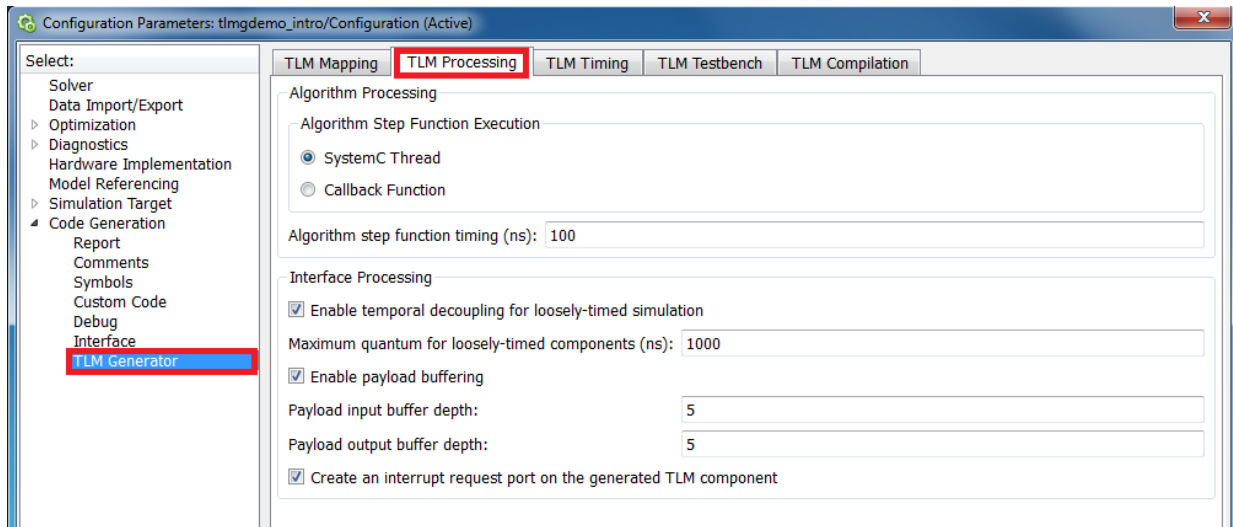 Configuration Parameters: tlmgdemo_intro/Configuration (Active)
Select:
Solver
Data Import/Export
Optimization
Diagnostics
Hardware Implementation
Model Referencing
Simulation Target
Code Generation
Report
Comments
Symbols
Custom Code
Debug
Interface
TLM Generator
TLM Mapping
TLM Processing
TLM Timing
TLM Testbench
TLM Compilation
Algorithm Processing
Algorithm Step Function Execution
SystemC Thread
Callback Function
Algorithm step function timing (ns): 100
Interface Processing
Enable temporal decoupling for loosely-timed simulation
Maximum quantum for loosely-timed components (ns): 1000
Enable payload buffering
Payload input buffer depth: 5
Payload output buffer depth: 5
Create an interrupt request port on the generated TLM component